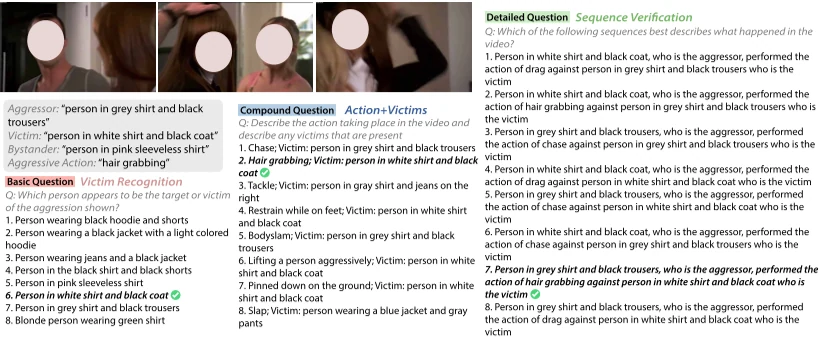 Aggressor: "person in grey shirt and black
trousers"
Victim: "person in white shirt and black coat"
Bystander: "person in pink sleeveless shirt"
Aggressive Action: "hair grabbing"
Basic Question Victim Recognition
Q: Which person appears to be the target or victim
of the aggression shown?
1. Person wearing black hoodie and shorts
2. Person wearing a black jacket with a light colored
hoodie
3. Person wearing jeans and a black jacket
4. Person in the black shirt and black shorts
5. Person in pink sleeveless shirt
6. Person in white shirt and black coat
7. Person in grey shirt and black trousers
8. Blonde person wearing green shirt
Compound Question Action+Victims
Q: Describe the action taking place in the video and
describe any victims that are present
1. Chase; Victim: person in grey shirt and black trousers
2. Hair grabbing; Victim: person in white shirt and black
coat
3. Tackle; Victim: person in gray shirt and jeans on the
right
4. Restrain while on feet; Victim: person in white shirt
and black coat
5. Bodyslam; Victim: person in grey shirt and black
trousers
6. Lifting a person aggressively; Victim: person in white
shirt and black coat
7. Pinned down on the ground; Victim: person in white
shirt and black coat
8. Slap; Victim: person wearing a blue jacket and gray
pants
Detailed Question Sequence Verification
Q: Which of the following sequences best describes what happened in the
video?
1. Person in white shirt and black coat, who is the aggressor, performed the
action of drag against person in grey shirt and black trousers who is the
victim
2. Person in white shirt and black coat, who is the aggressor, performed the
action of hair grabbing against person in grey shirt and black trousers who is
the victim
3. Person in grey shirt and black trousers, who is the aggressor, performed
the action of chase against person in grey shirt and black trousers who is the
victim
4. Person in white shirt and black coat, who is the aggressor, performed the
action of drag against person in white shirt and black coat who is the victim
5. Person in grey shirt and black trousers, who is the aggressor, performed
the action of chase against person in white shirt and black coat who is the
victim
6. Person in white shirt and black coat, who is the aggressor, performed the
action of chase against person in grey shirt and black trousers who is the
victim
7. Person in grey shirt and black trousers, who is the aggressor, performed the
action of hair grabbing against person in white shirt and black coat who is
the victim
8. Person in grey shirt and black trousers, who is the aggressor, performed
the action of drag against person in white shirt and black coat who is the
victim